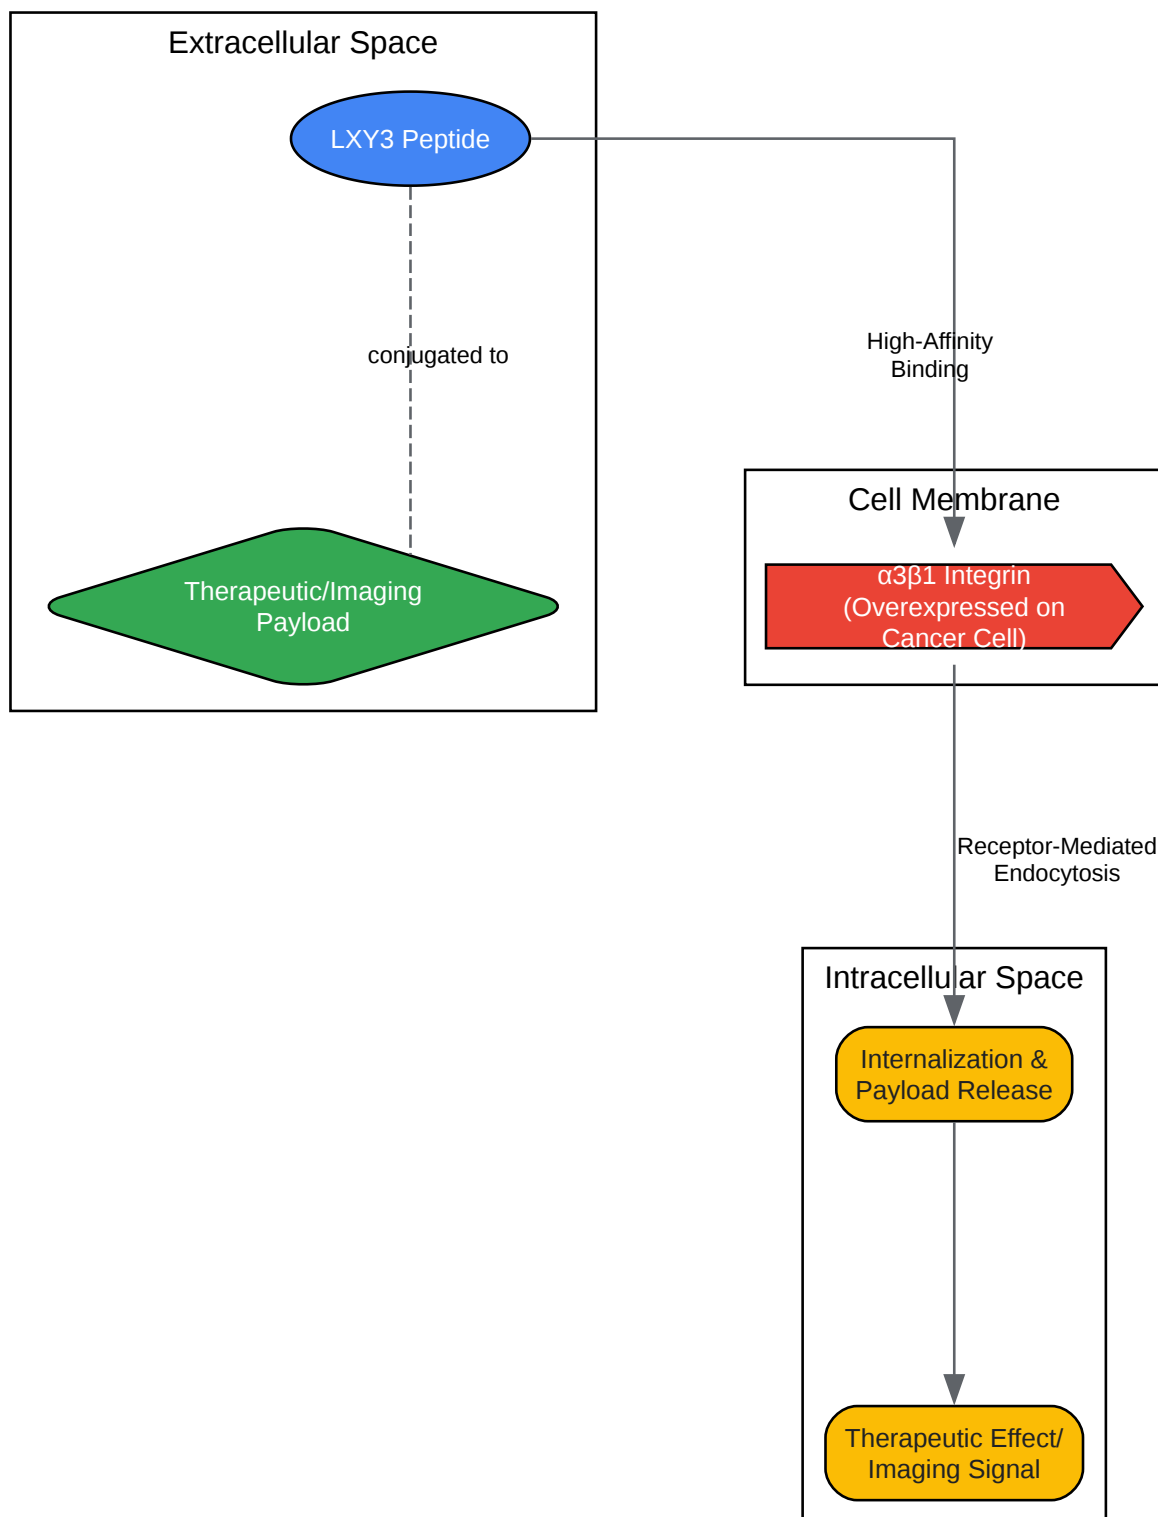 Extracellular Space
LXY3 Peptide
conjugated to
High-Affinity
Binding
Therapeutic/Imaging
Payload
Cell Membrane
α3β1 Integrin
(Overexpressed on
Cancer Cell)
Receptor-Mediated
Endocytosis
Intracellular Space
Internalization &
Payload Release
Therapeutic Effect/
Imaging Signal